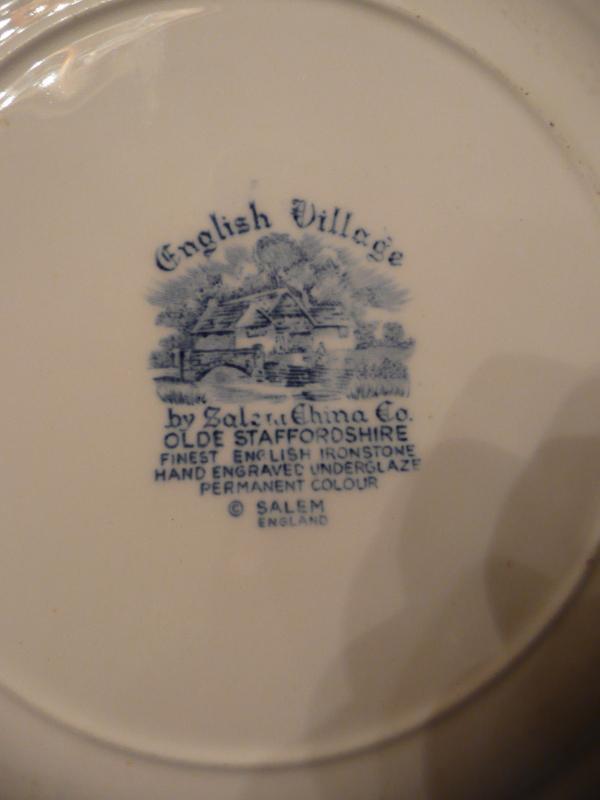 English Village
by Salem China Co.
OLDE STAFFORDSHIRE
FINEST ENGLISH IRONSTONE
HAND ENGRAVED UNDERGLAZE
PERMANENT COLOUR
© SALEM
ENGLAND